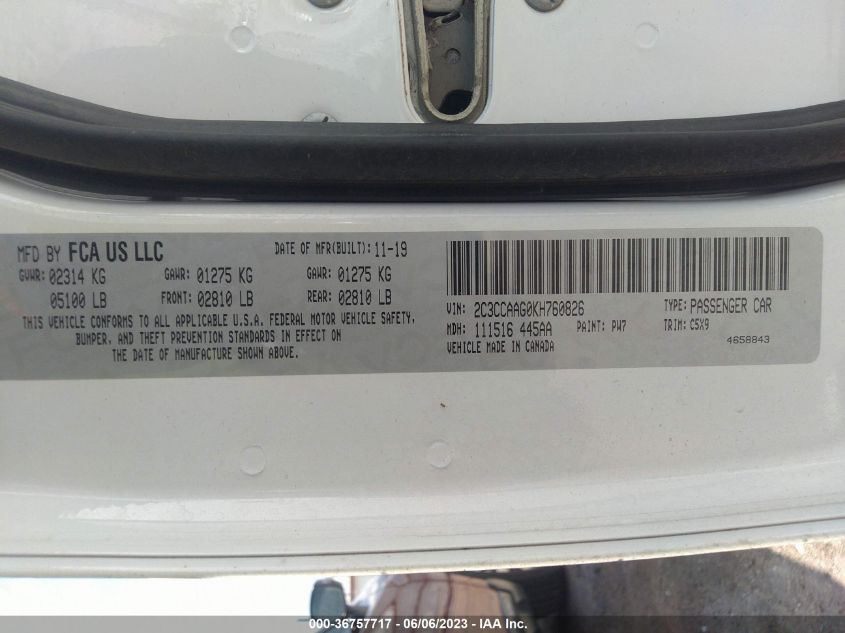 MFD BY FCA US LLC
DATE OF MFR(BUILT): 11-19
GVWR: 02314 KG GAWR: 01275 KG GAWR: 01275 KG
05100 LB FRONT: 02810 LB REAR: 02810 LB
THIS VEHICLE CONFORMS TO ALL APPLICABLE U.S.A. FEDERAL MOTOR VEHICLE SAFETY,
BUMPER, AND THEFT PREVENTION STANDARDS IN EFFECT ON
THE DATE OF MANUFACTURE SHOWN ABOVE.
VIN: 2C3CCAAG0KH760826 TYPE: PASSENGER CAR
MDH: 111516 445AA PAINT: PW7 TRIM: C5X9
VEHICLE MADE IN CANADA 4658843
000-36757717 - 06/06/2023 - IAA Inc.